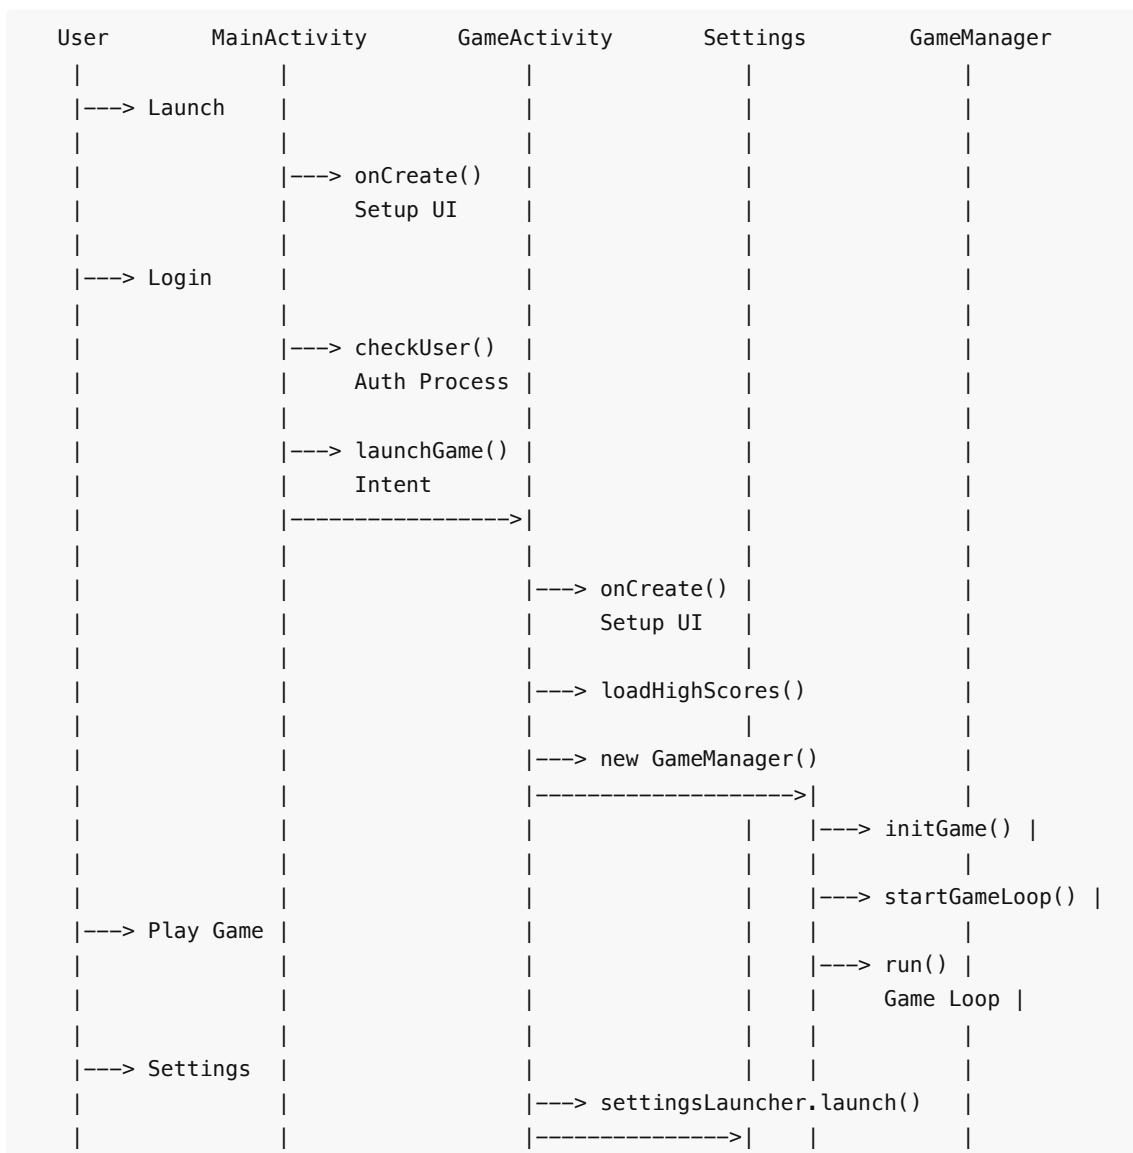 User        MainActivity       GameActivity       Settings        GameManager
 |               |                  |                |                |
 |---> Launch    |                  |                |                |
 |               |                  |                |                |
 |               |---> onCreate()   |                |                |
 |               |     Setup UI     |                |                |
 |               |                  |                |                |
 |---> Login     |                  |                |                |
 |               |                  |                |                |
 |               |---> checkUser()  |                |                |
 |               |     Auth Process |                |                |
 |               |                  |                |                |
 |               |---> launchGame() |                |                |
 |               |     Intent       |                |                |
 |               |----------------->|                |                |
 |               |                  |                |                |
 |               |                  |---> onCreate() |                |
 |               |                  |     Setup UI   |                |
 |               |                  |                |                |
 |               |                  |---> loadHighScores()            |
 |               |                  |                |                |
 |               |                  |---> new GameManager()           |
 |               |                  |-------------------->|           |
 |               |                  |                |    |---> initGame() |
 |               |                  |                |    |           |
 |               |                  |                |    |---> startGameLoop() |
 |---> Play Game |                  |                |    |           |
 |               |                  |                |    |---> run() |
 |               |                  |                |    |     Game Loop |
 |               |                  |                |    |           |
 |---> Settings  |                  |                |    |           |
 |               |                  |---> settingsLauncher.launch()   |
 |               |                  |--------------->|    |           |